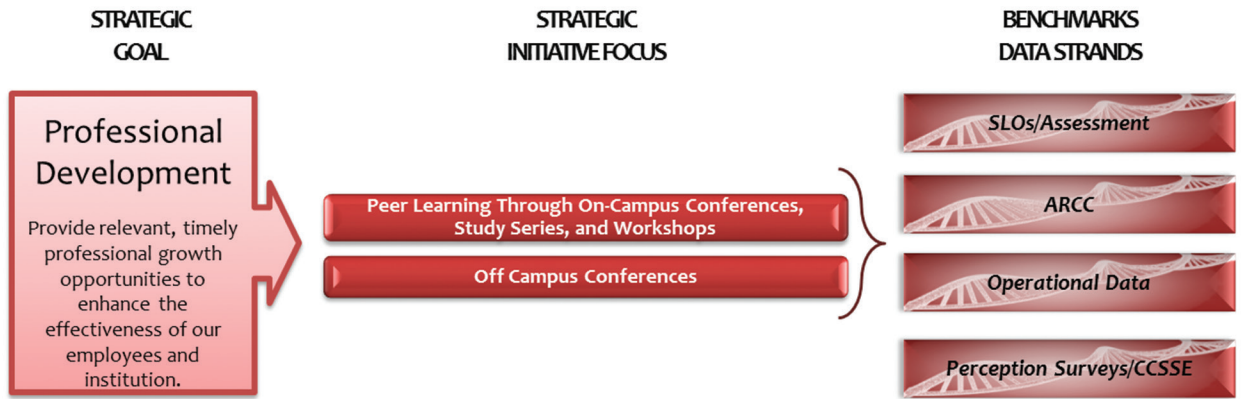 STRATEGIC
GOAL
STRATEGIC
INITIATIVE FOCUS
BENCHMARKS
DATA STRANDS
Professional
Development
Provide relevant, timely
professional growth
opportunities to
enhance the
effectiveness of our
employees and
institution.
Peer Learning Through On-Campus Conferences,
Study Series, and Workshops
Off Campus Conferences
SLOs/Assessment
ARCC
Operational Data
Perception Surveys/CCSSE